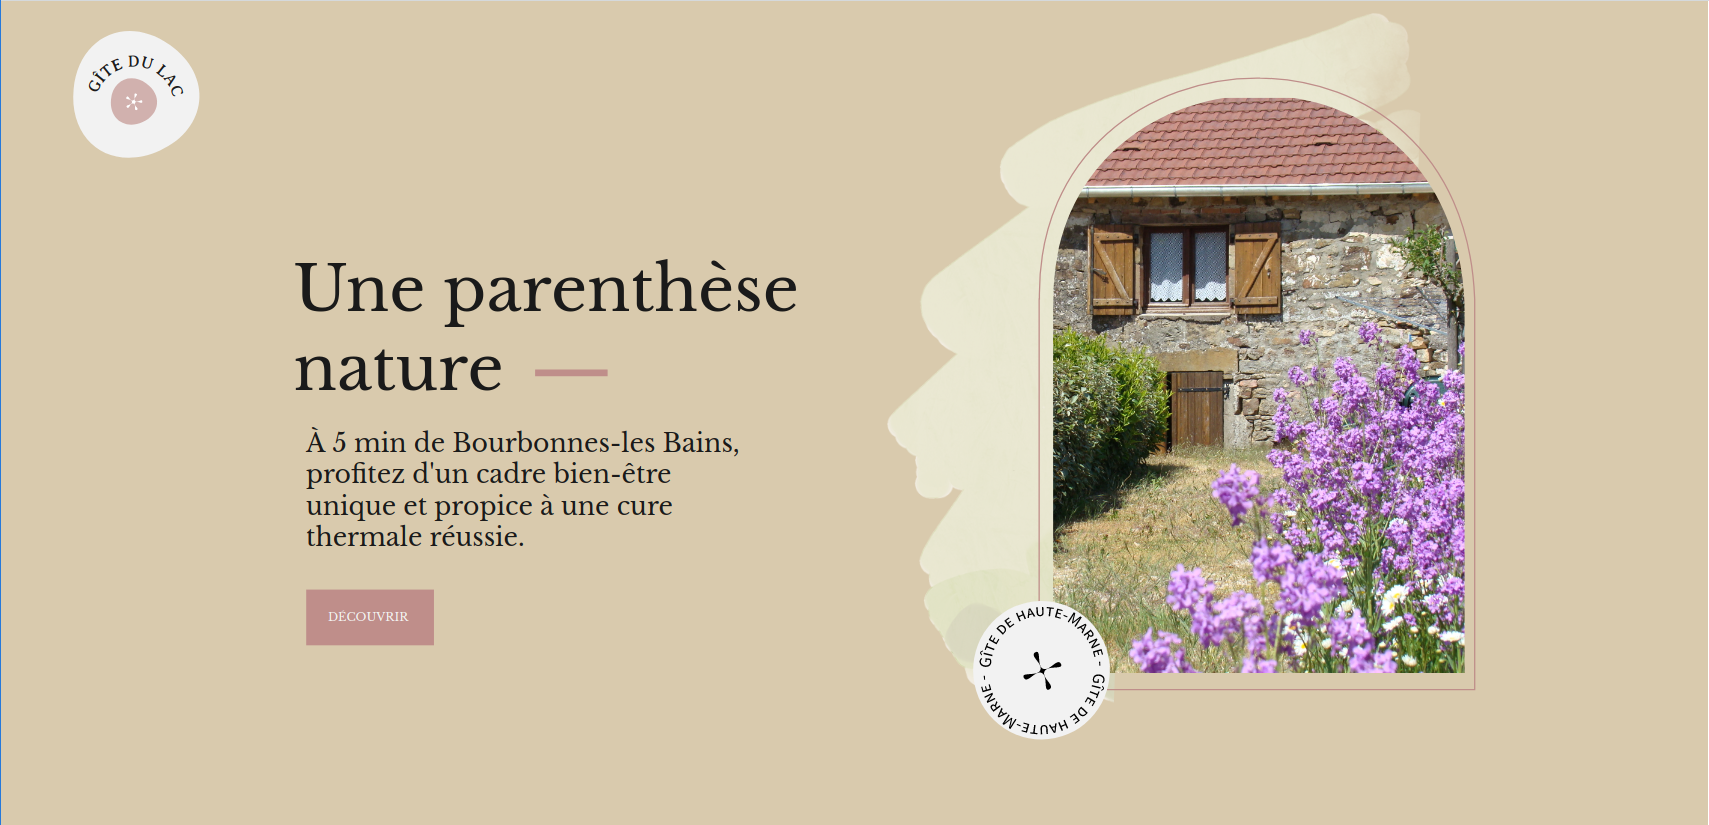 GÎTE DU LAC
Une parenthèse
nature
À 5 min de Bourbonnes-les Bains,
profitez d'un cadre bien-être
unique et propice à une cure
thermale réussie.
DÉCOUVRIR
GÎTE DE HAUTE-MARNE - GÎTE DE HAUTE-MARNE -